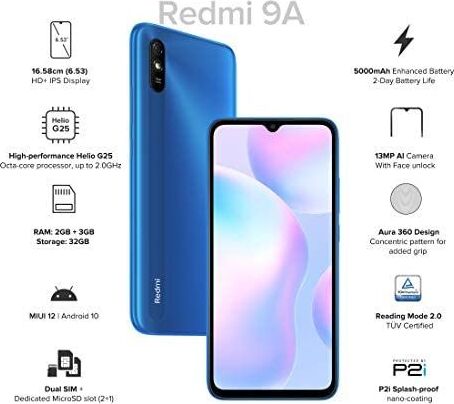 Redmi 9A
6.53"
16.58cm (6.53)
HD+ IPS Display
Helio
G25
High-performance Helio G25
Octa-core processor, up to 2.0GHz
RAM: 2GB + 3GB
Storage: 32GB
MIUI 12 | Android 10
Dual SIM +
Dedicated MicroSD slot (2+1)
Redmi
5000mAh Enhanced Battery
2-Day Battery Life
13MP AI Camera
With Face unlock
Aura 360 Design
Concentric pattern for
added grip
Reading Mode 2.0
TÜV Certified
PROTECTED BY
P2i
P2i Splash-proof
nano-coating